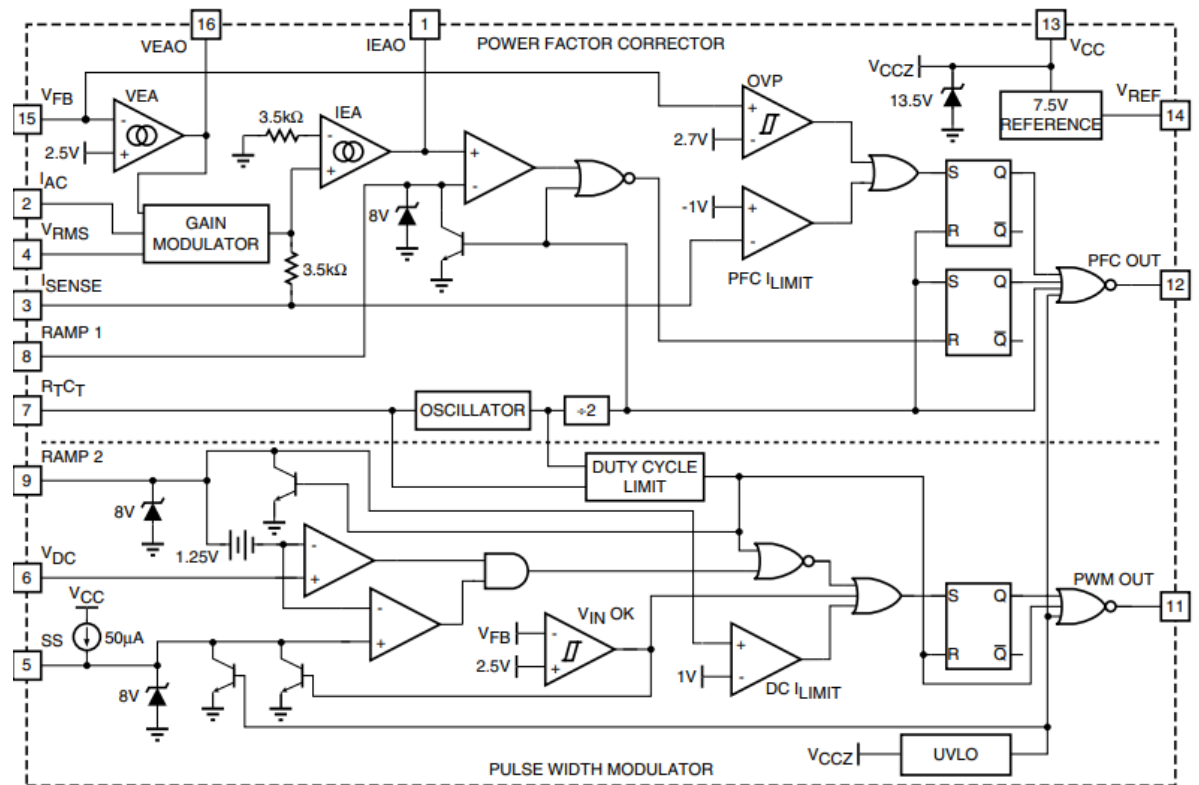 16
1
13
VEAO
IEAO
POWER FACTOR CORRECTOR
VCC
VCCZ
13.5V
7.5V
REFERENCE
VREF
14
VFB
15
VEA
-
+
2.5V
3.5kΩ
IEA
-
+
+
-
OVP
+
-
2.7V
IAC
2
VRMS
4
GAIN
MODULATOR
8V
-1V
+
-
PFC ILIMIT
S
Q
R
Q
3.5kΩ
ISENSE
3
S
Q
R
Q
PFC OUT
12
RAMP 1
8
RTCT
7
OSCILLATOR
÷2
RAMP 2
9
DUTY CYCLE
LIMIT
8V
1.25V
-
+
VDC
6
-
+
VCC
50μA
SS
5
8V
VIN OK
VFB
-
2.5V
+
+
1V
-
DC ILIMIT
S
Q
R
Q
PWM OUT
11
VCCZ
UVLO
PULSE WIDTH MODULATOR